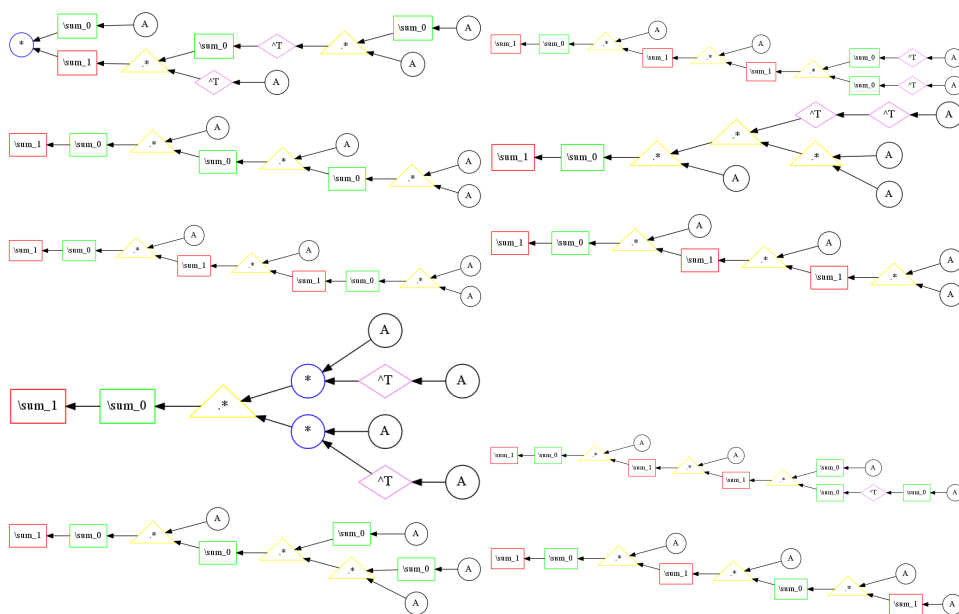 * \sum_0 A
\sum_1 .* \sum_0 ^T .* \sum_0 A
^T A A
\sum_1 \sum_0 .* A
\sum_1 .* A
\sum_1 .* \sum_0 ^T A
\sum_0 ^T A
\sum_1 \sum_0 .* A
\sum_0 .* A
\sum_0 .* A
A
\sum_1 \sum_0 .* .* ^T ^T A
A .* A
A
\sum_1 \sum_0 .* A
\sum_1 .* A
\sum_1 \sum_0 .* A
A
\sum_1 \sum_0 .* A
\sum_1 .* A
\sum_1 .* A
A
\sum_1 \sum_0 .* * A
^T A
* A
^T A
\sum_1 \sum_0 .* A
\sum_1 .* A
\sum_1 .* \sum_0 A
\sum_0 ^T \sum_0 A
\sum_1 \sum_0 .* A
\sum_0 .* \sum_0 A
.* \sum_0 A
A
\sum_1 \sum_0 .* A
\sum_1 .* A
\sum_0 .* A
\sum_1 A